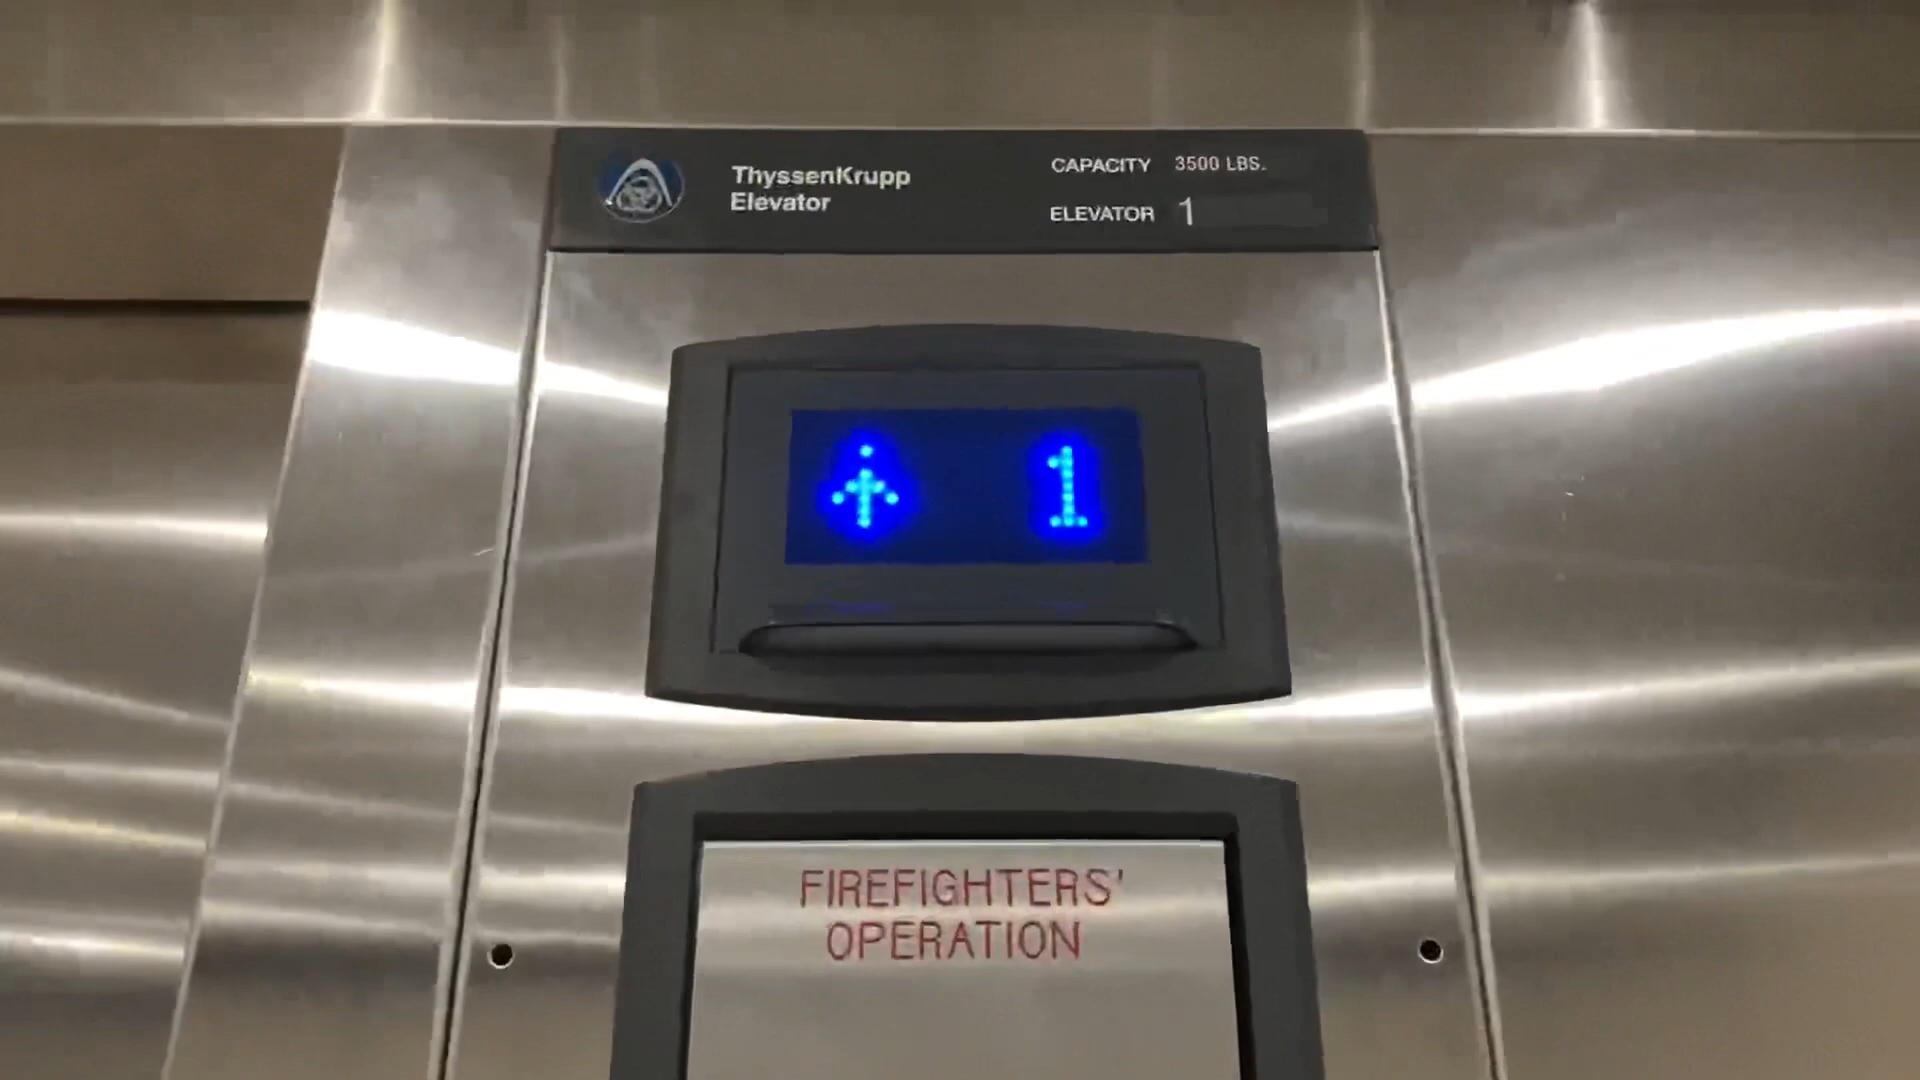 ThyssenKrupp
Elevator
CAPACITY 3500 LBS.
ELEVATOR 1
1
FIREFIGHTERS'
OPERATION